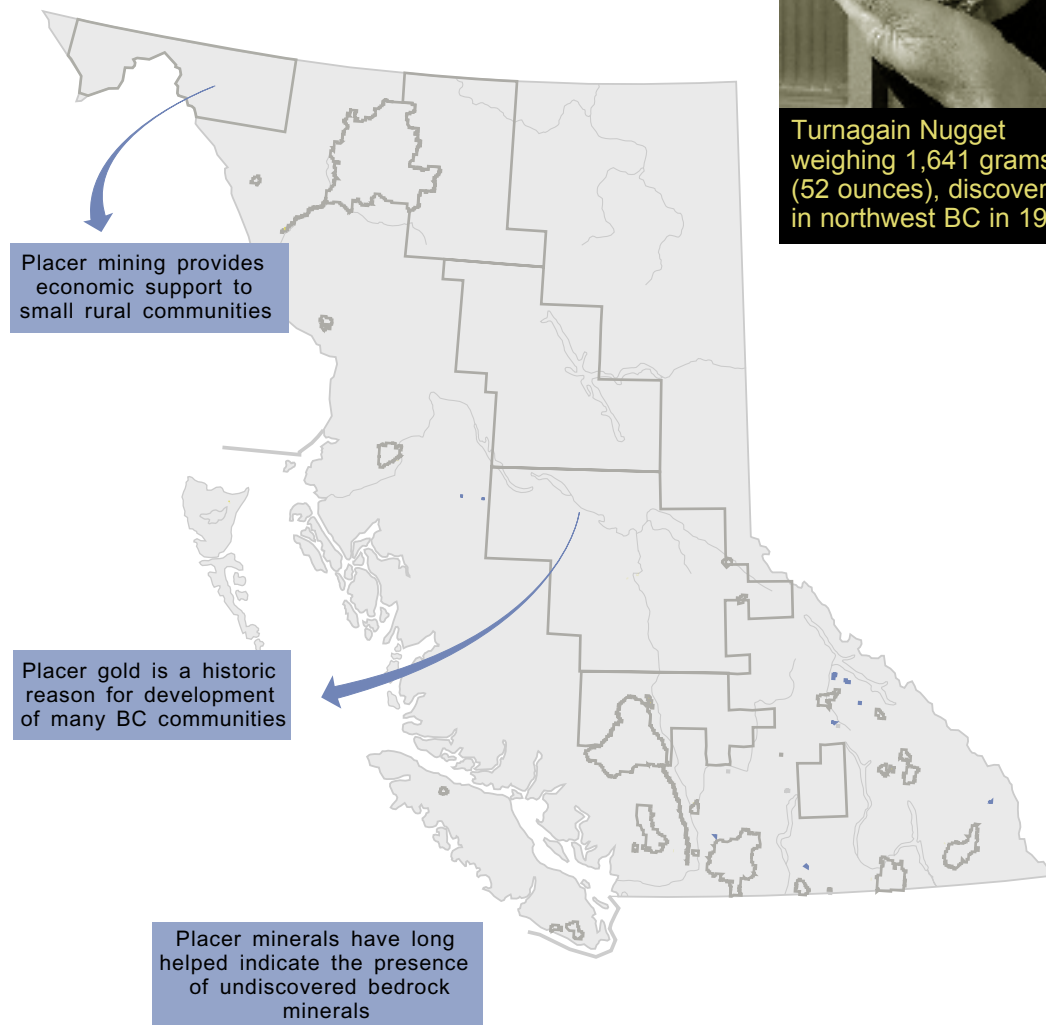 Turnagain Nugget
weighing 1,641 grams
(52 ounces), discover
in northwest BC in 19
Placer mining provides
economic support to
small rural communities
Placer gold is a historic
reason for development
of many BC communities
Placer minerals have long
helped indicate the presence
of undiscovered bedrock
minerals